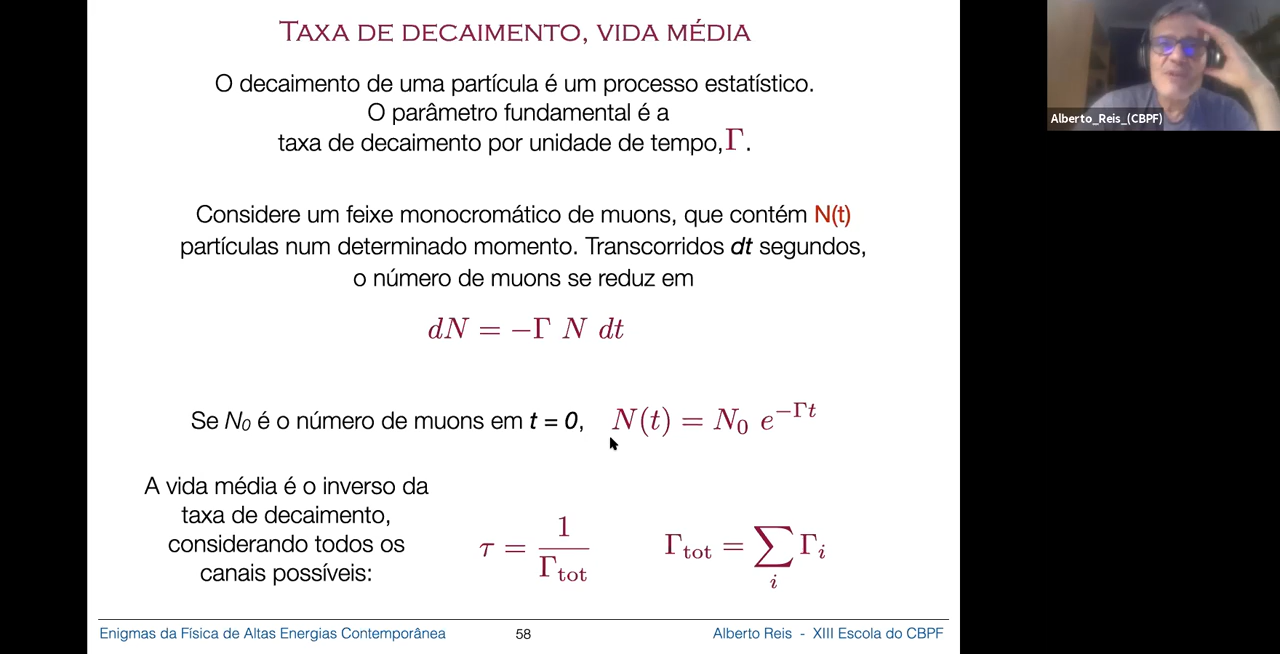 TAXA DE DECAIMENTO, VIDA MÉDIA
O decaimento de uma partícula é um processo estatístico.
O parâmetro fundamental é a
taxa de decaimento por unidade de tempo, Γ.
Considere um feixe monocromático de muons, que contém N(t)
partículas num determinado momento. Transcorridos dt segundos,
o número de muons se reduz em
dN = −Γ N dt
Se N₀ é o número de muons em t = 0, N(t) = N₀ e^{−Γt}
A vida média é o inverso da
taxa de decaimento,
considerando todos os
canais possíveis:
τ = 1/Γ_tot
Γ_tot = ∑_i Γ_i
Enigmas da Física de Altas Energias Contemporânea
58
Alberto Reis - XIII Escola do CBPF
Alberto_Reis_(CBPF)